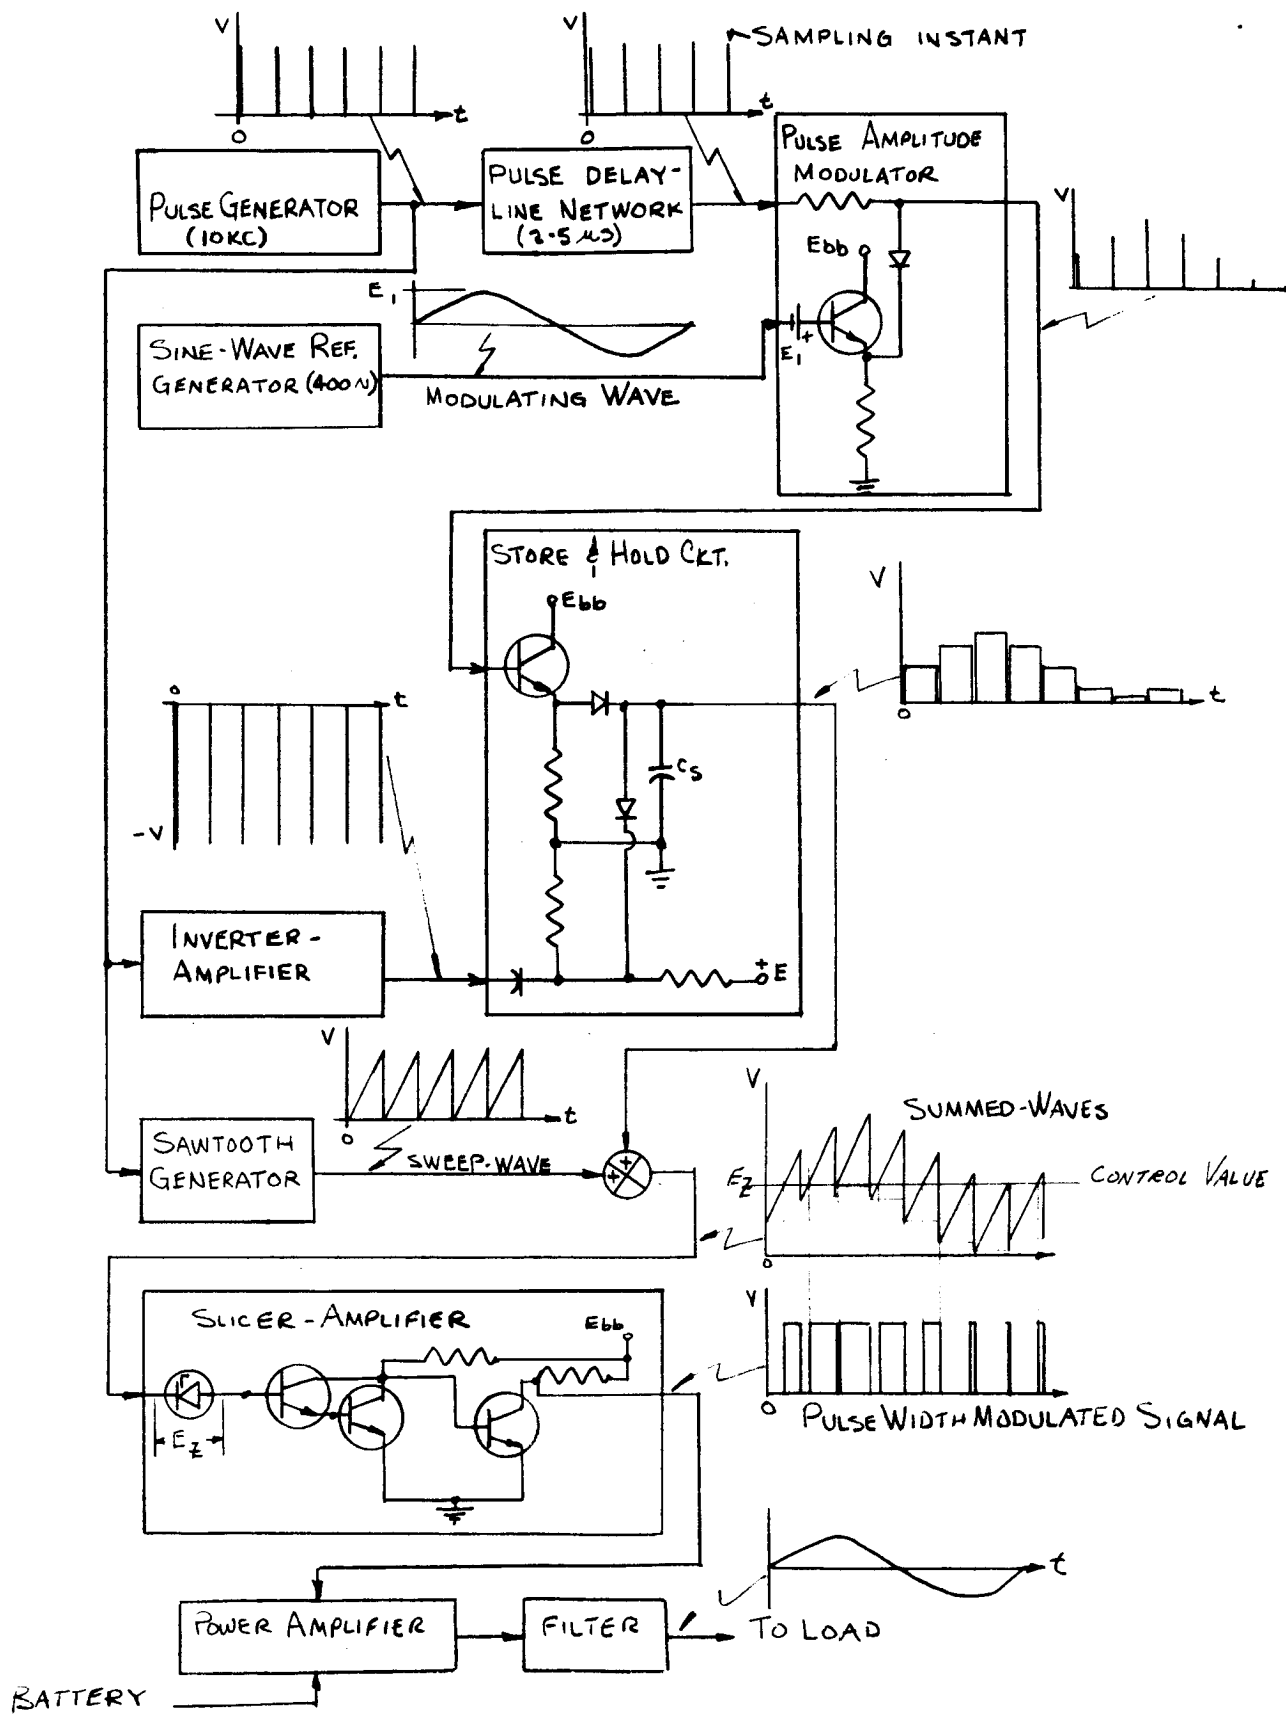 V
V
SAMPLING INSTANT
t
t
0
0
PULSE GENERATOR
(10KC)
PULSE DELAY-
LINE NETWORK
PULSE AMPLITUDE
MODULATOR
V
Ebb
E1
SINE-WAVE REF.
GENERATOR (400~)
MODULATING WAVE
E1
+
STORE & HOLD CKT.
Ebb
V
t
0
0
t
-V
CS
INVERTER-
AMPLIFIER
+
E
V
t
0
SAWTOOTH
GENERATOR
SWEEP-WAVE
+
+
V
SUMMED-WAVES
EZ
CONTROL VALUE
0
SLICER-AMPLIFIER
Ebb
EZ
V
0
PULSE WIDTH MODULATED SIGNAL
t
POWER AMPLIFIER
FILTER
TO LOAD
BATTERY